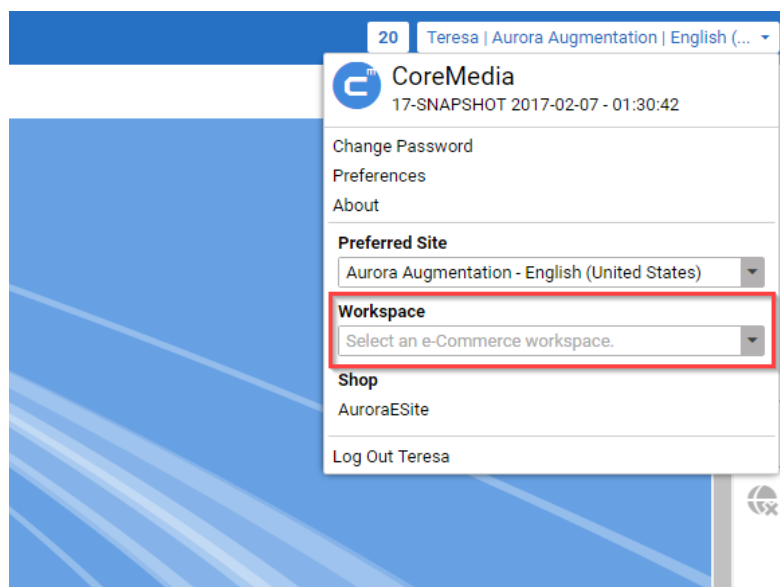 20 Teresa | Aurora Augmentation | English (...
CoreMedia
17-SNAPSHOT 2017-02-07 - 01:30:42
Change Password
Preferences
About
Preferred Site
Aurora Augmentation - English (United States)
Workspace
Select an e-Commerce workspace.
Shop
AuroraESite
Log Out Teresa